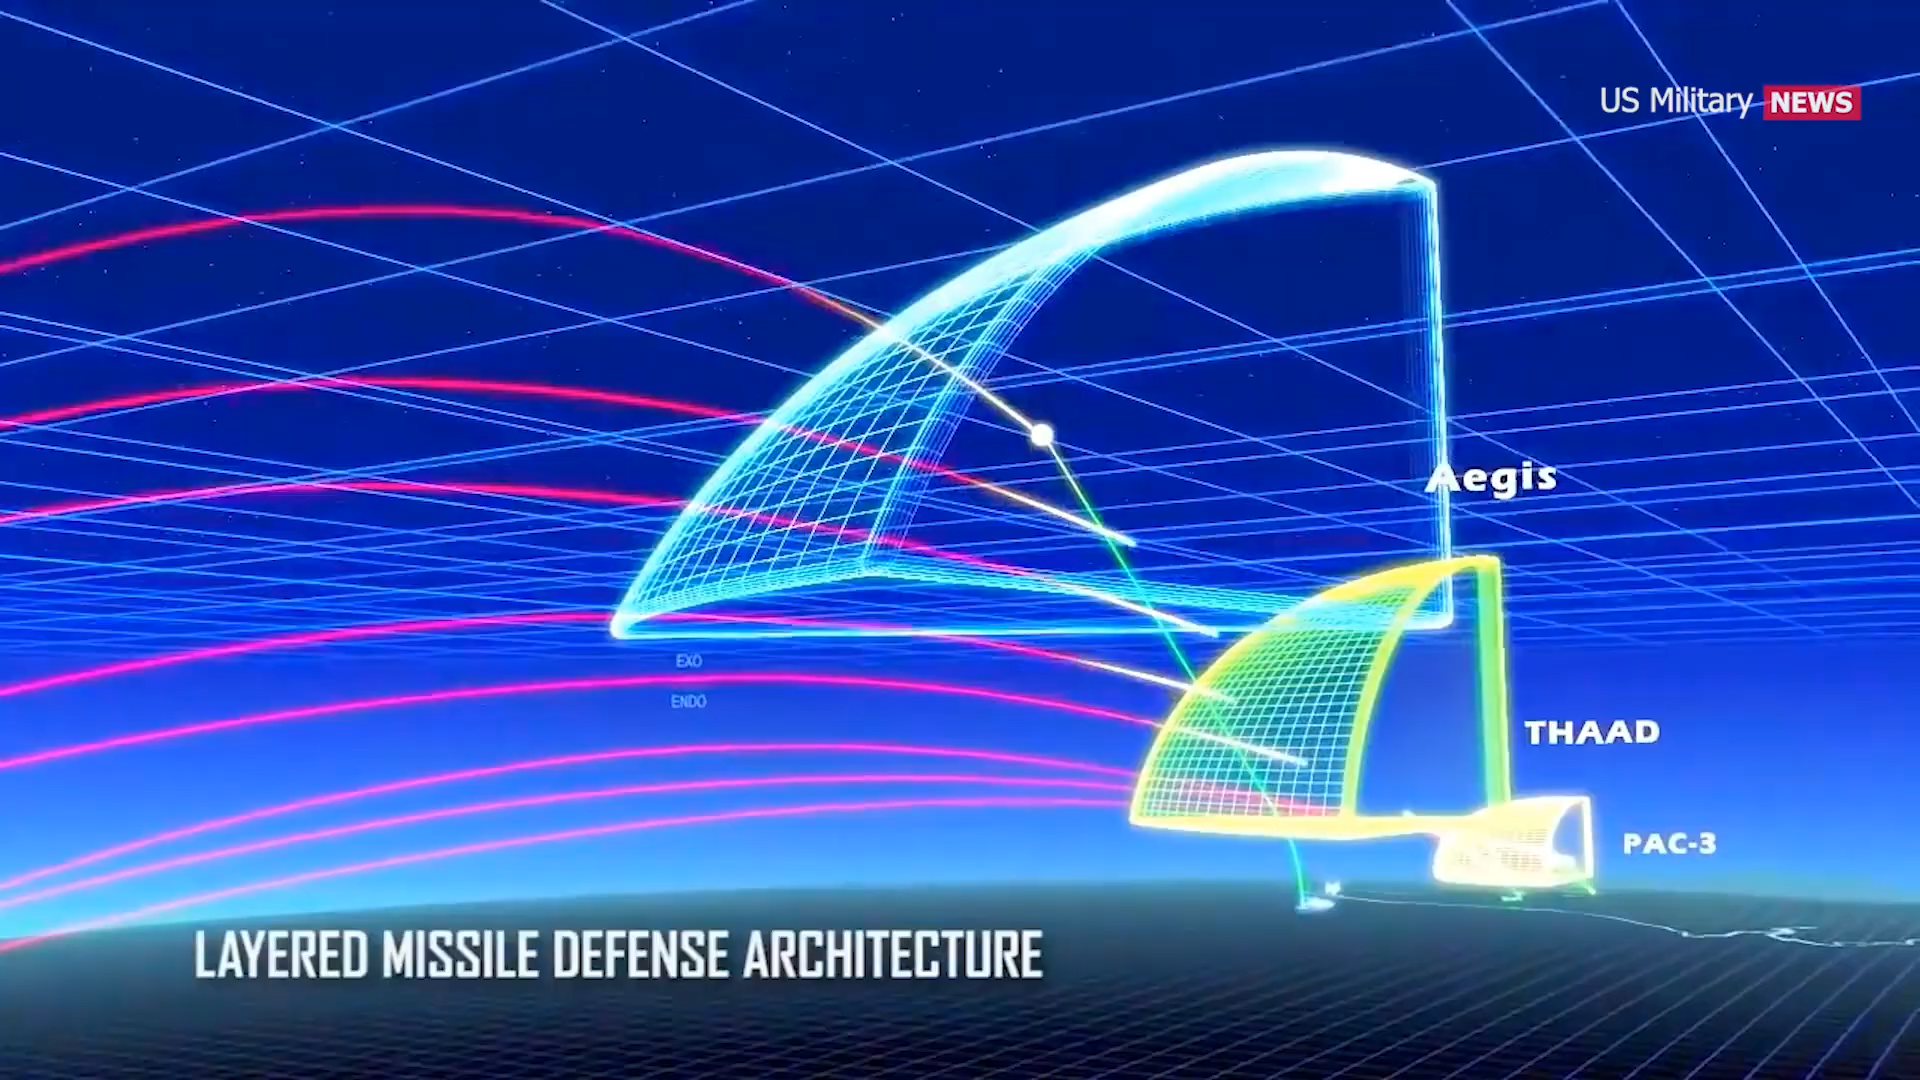 US Military NEWS
Aegis
EXO
ENDO
THAAD
PAC-3
LAYERED MISSILE DEFENSE ARCHITECTURE